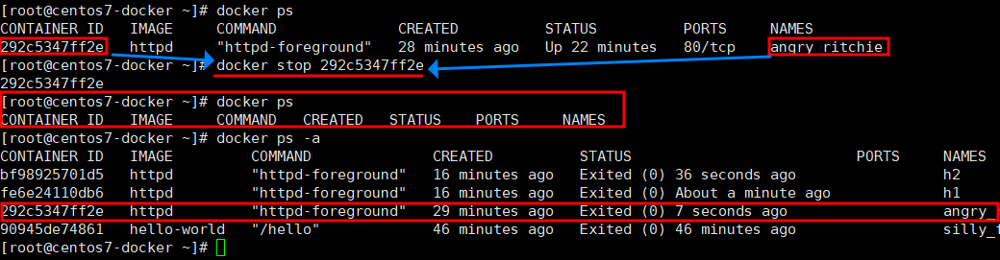 [root@centos7-docker ~]# docker ps
CONTAINER ID IMAGE COMMAND CREATED STATUS PORTS NAMES
292c5347ff2e httpd "httpd-foreground" 28 minutes ago Up 22 minutes 80/tcp angry_ritchie
[root@centos7-docker ~]# docker stop 292c5347ff2e
292c5347ff2e
[root@centos7-docker ~]# docker ps
CONTAINER ID IMAGE COMMAND CREATED STATUS PORTS NAMES
[root@centos7-docker ~]# docker ps -a
CONTAINER ID IMAGE COMMAND CREATED STATUS PORTS NAMES
bf98925701d5 httpd "httpd-foreground" 16 minutes ago Exited (0) 36 seconds ago h2
fe6e24110db6 httpd "httpd-foreground" 16 minutes ago Exited (0) About a minute ago h1
292c5347ff2e httpd "httpd-foreground" 29 minutes ago Exited (0) 7 seconds ago angry_
90945de74861 hello-world "/hello" 46 minutes ago Exited (0) 46 minutes ago silly_f
[root@centos7-docker ~]#